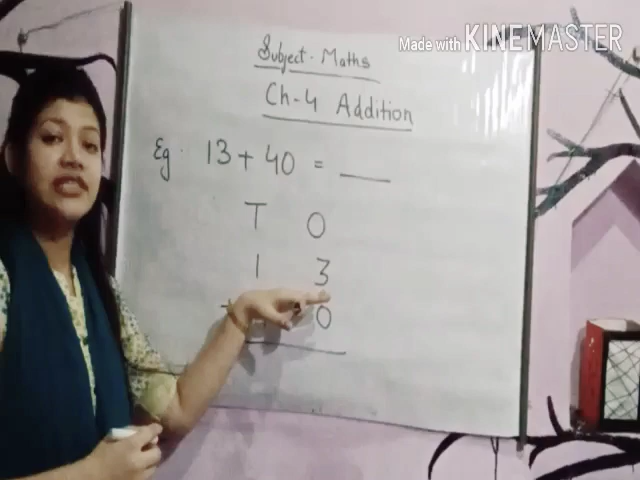 Made with KINEMASTER
Subject - Maths
Ch-4 Addition
Eg. 13 + 40 = ___
T O
1 3
+ 0